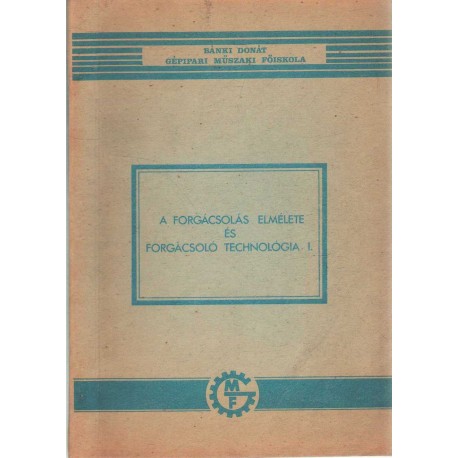 BÁNKI DONÁT
GÉPIPARI MŰSZAKI FŐISKOLA
A FORGÁCSOLÁS ELMÉLETE
ÉS
FORGÁCSOLÓ TECHNOLÓGIA I.
M
F